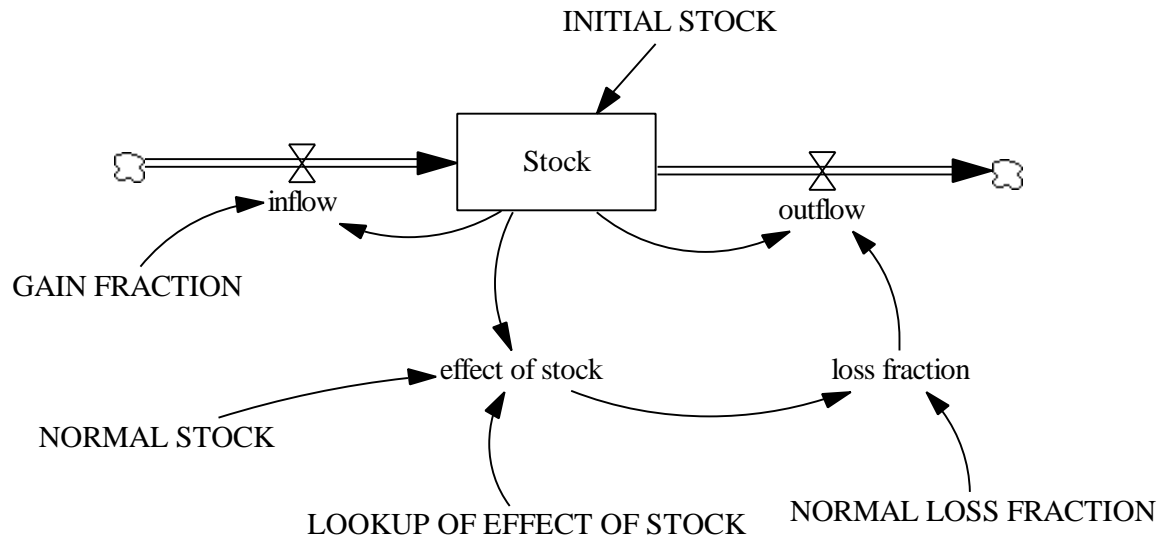 INITIAL STOCK
Stock
inflow
outflow
GAIN FRACTION
effect of stock
loss fraction
NORMAL STOCK
LOOKUP OF EFFECT OF STOCK
NORMAL LOSS FRACTION